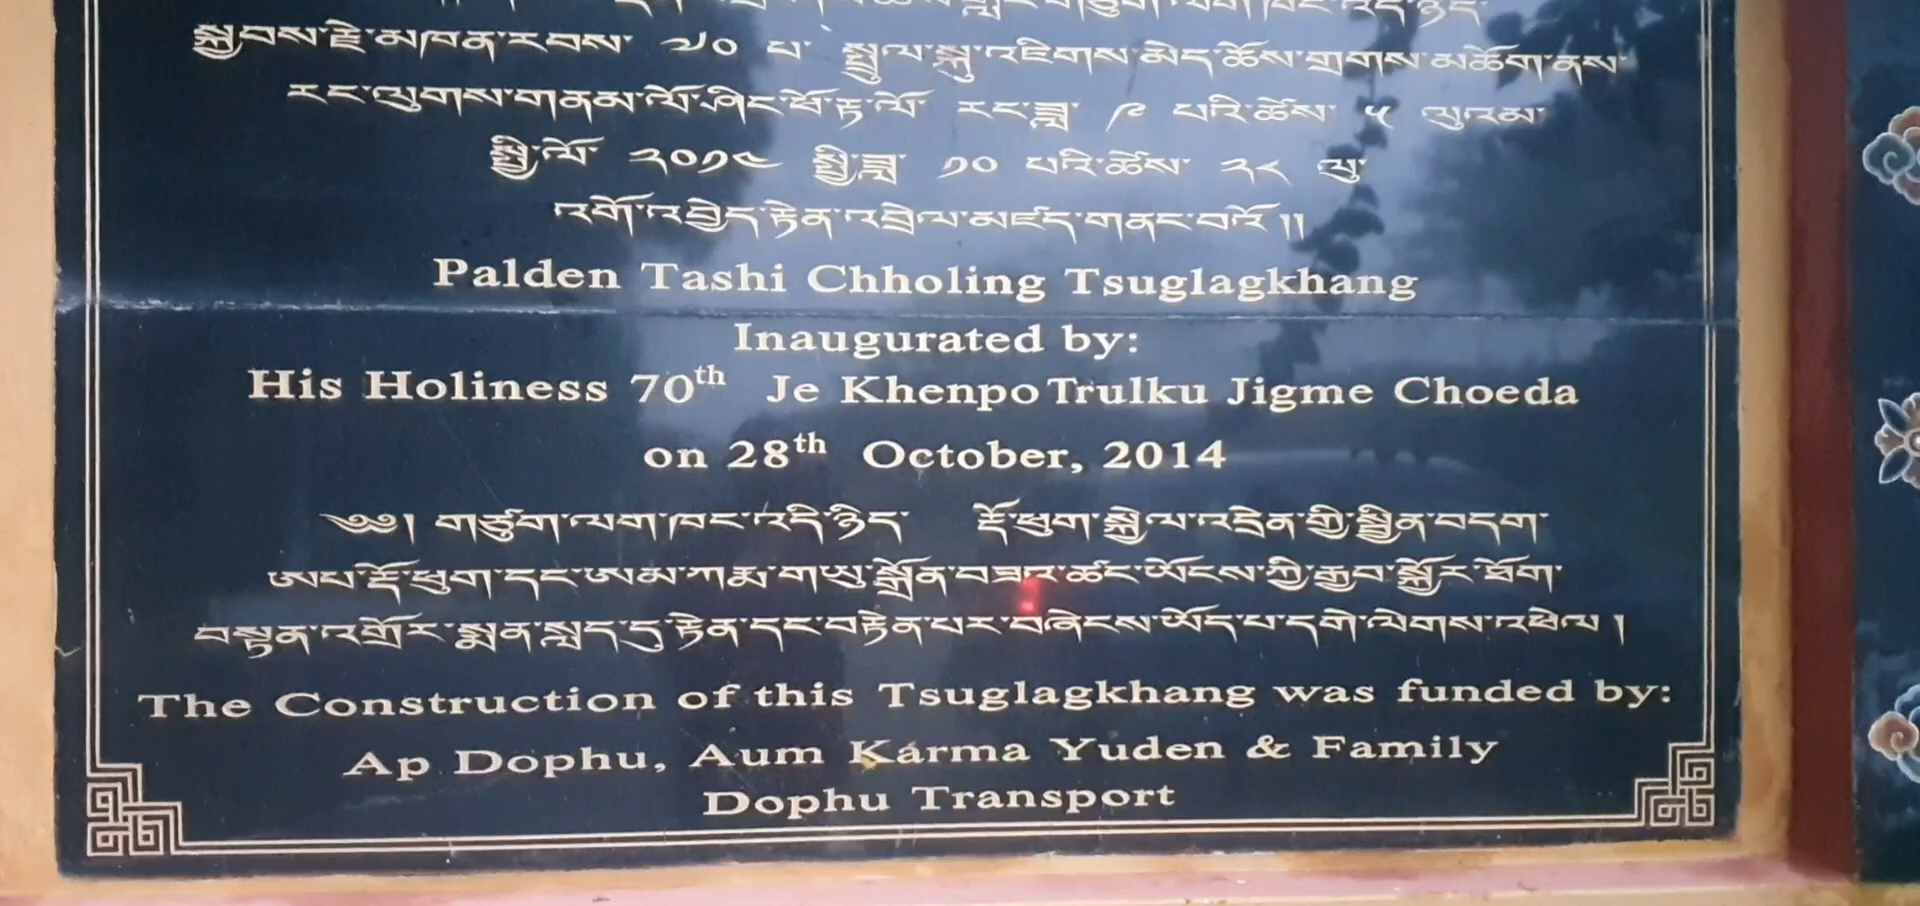 སྐྱབས་རྗེ་མཁན་རབས་ ༧༠ པ་ སྤྲུལ་སྐུ་འཇིགས་མེད་ཆོས་གྲགས་མཆོག་ནས་
རང་ལུགས་གནམ་ལོ་ཤིང་ཕོ་རྟ་ལོ་ རང་ཟླ་ ༩ པའི་ཚེས་ ༥ ལུའམ་
སྤྱི་ལོ་ ༢༠༡༤ སྤྱི་ཟླ་ ༡༠ པའི་ཚེས་ ༢༨ ལུ་
འགོ་འབྱེད་རྟེན་འབྲེལ་མཛད་གནང་བའོ།།
Palden Tashi Chholing Tsuglagkhang
Inaugurated by:
His Holiness 70th Je Khenpo Trulku Jigme Choeda
on 28th October, 2014
༄༅། གཙུག་ལག་ཁང་འདི་ཉིད་ རྡོ་ཕུག་སྐྱེལ་འདྲེན་གྱི་སྦྱིན་བདག་
ཨཔ་རྡོ་ཕུག་དང་ཨམ་ཀརྨ་གཡུ་སྒྲོན་བཟའ་ཚང་ཡོངས་ཀྱི་རྒྱབ་སྐྱོར་ཐོག་
བསྟན་འགྲོར་སྨན་སླད་དུ་རྟེན་དང་བརྟེན་པར་བཞེངས་ཡོད་པ་དགེ་ལེགས་འཕེལ།
The Construction of this Tsuglagkhang was funded by:
Ap Dophu, Aum Karma Yuden & Family
Dophu Transport